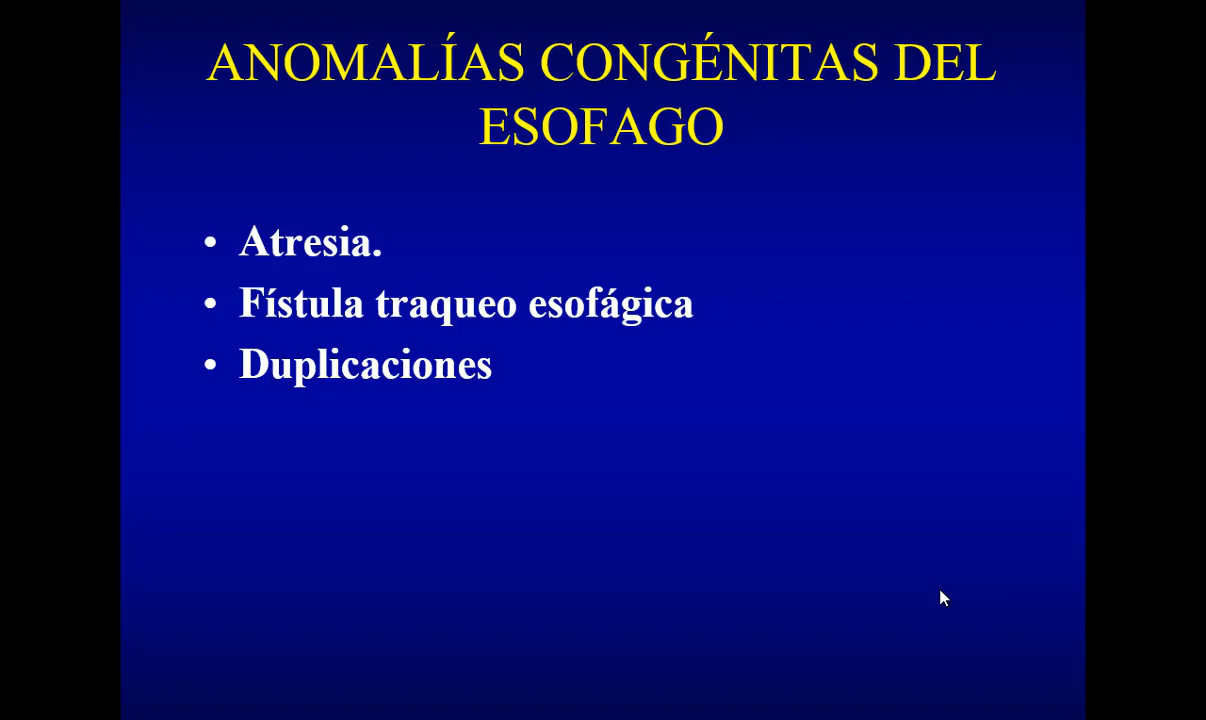 ANOMALÍAS CONGÉNITAS DEL
ESOFAGO
• Atresia.
• Fístula traqueo esofágica
• Duplicaciones